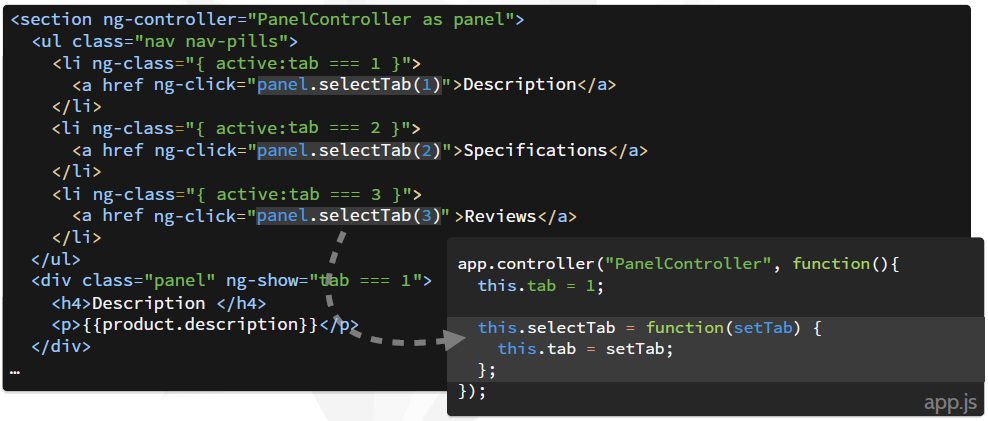 <section ng-controller="PanelController as panel">
<ul class="nav nav-pills">
<li ng-class="{ active:tab === 1 }">
<a href ng-click="panel.selectTab(1)">Description</a>
</li>
<li ng-class="{ active:tab === 2 }">
<a href ng-click="panel.selectTab(2)">Specifications</a>
</li>
<li ng-class="{ active:tab === 3 }">
<a href ng-click="panel.selectTab(3)">Reviews</a>
</li>
</ul>
<div class="panel" ng-show="tab === 1">
<h4>Description </h4>
<p>{{product.description}}</p>
</div>
…
app.controller("PanelController", function(){
this.tab = 1;
this.selectTab = function(setTab) {
this.tab = setTab;
};
});
app.js